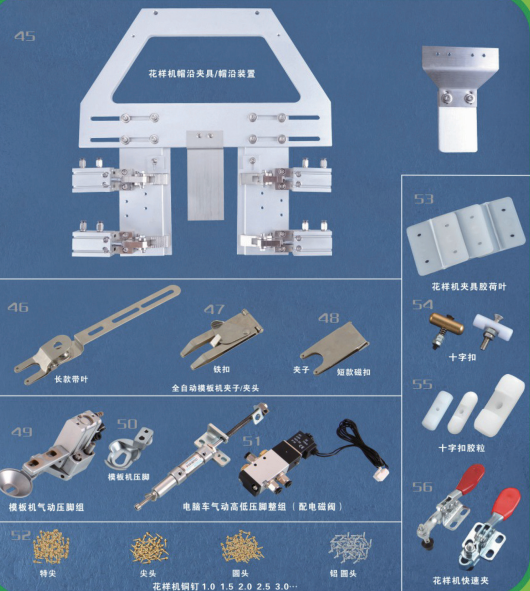 45
花样机帽沿夹具/帽沿装置
53
花样机夹具胶荷叶
46
长款带叶
47
铁扣
48
夹子
短款磁扣
全自动模板机夹子/夹头
54
十字扣
55
十字扣胶粒
49
模板机气动压脚组
50
模板机压脚
51
电脑车气动高低压脚整组（配电磁阀）
56
花样机快速夹
52
特尖
尖头
圆头
铝圆头
花样机铜钉 1.0 1.5 2.0 2.5 3.0…